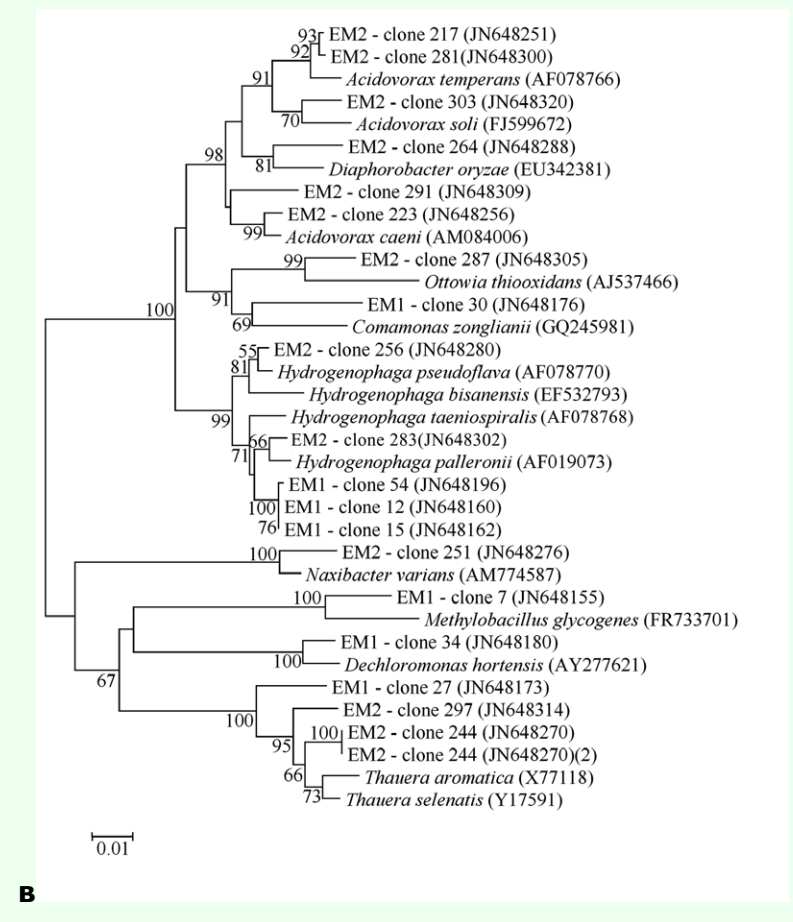 93 EM2 - clone 217 (JN648251)
92 EM2 - clone 281(JN648300)
91 Acidovorax temperans (AF078766)
EM2 - clone 303 (JN648320)
70 Acidovorax soli (FJ599672)
98 EM2 - clone 264 (JN648288)
81 Diaphorobacter oryzae (EU342381)
EM2 - clone 291 (JN648309)
EM2 - clone 223 (JN648256)
99 Acidovorax caeni (AM084006)
99 EM2 - clone 287 (JN648305)
Ottowia thiooxidans (AJ537466)
91 EM1 - clone 30 (JN648176)
100
69 Comamonas zonglianii (GQ245981)
55 EM2 - clone 256 (JN648280)
81 Hydrogenophaga pseudoflava (AF078770)
Hydrogenophaga bisanensis (EF532793)
99 Hydrogenophaga taeniospiralis (AF078768)
66 EM2 - clone 283(JN648302)
71 Hydrogenophaga palleronii (AF019073)
EM1 - clone 54 (JN648196)
100 EM1 - clone 12 (JN648160)
76 EM1 - clone 15 (JN648162)
100 EM2 - clone 251 (JN648276)
Naxibacter varians (AM774587)
100 EM1 - clone 7 (JN648155)
Methylobacillus glycogenes (FR733701)
EM1 - clone 34 (JN648180)
100 Dechloromonas hortensis (AY277621)
67 EM1 - clone 27 (JN648173)
100 EM2 - clone 297 (JN648314)
100 EM2 - clone 244 (JN648270)
95 EM2 - clone 244 (JN648270)(2)
66 Thauera aromatica (X77118)
73 Thauera selenatis (Y17591)
0.01
B